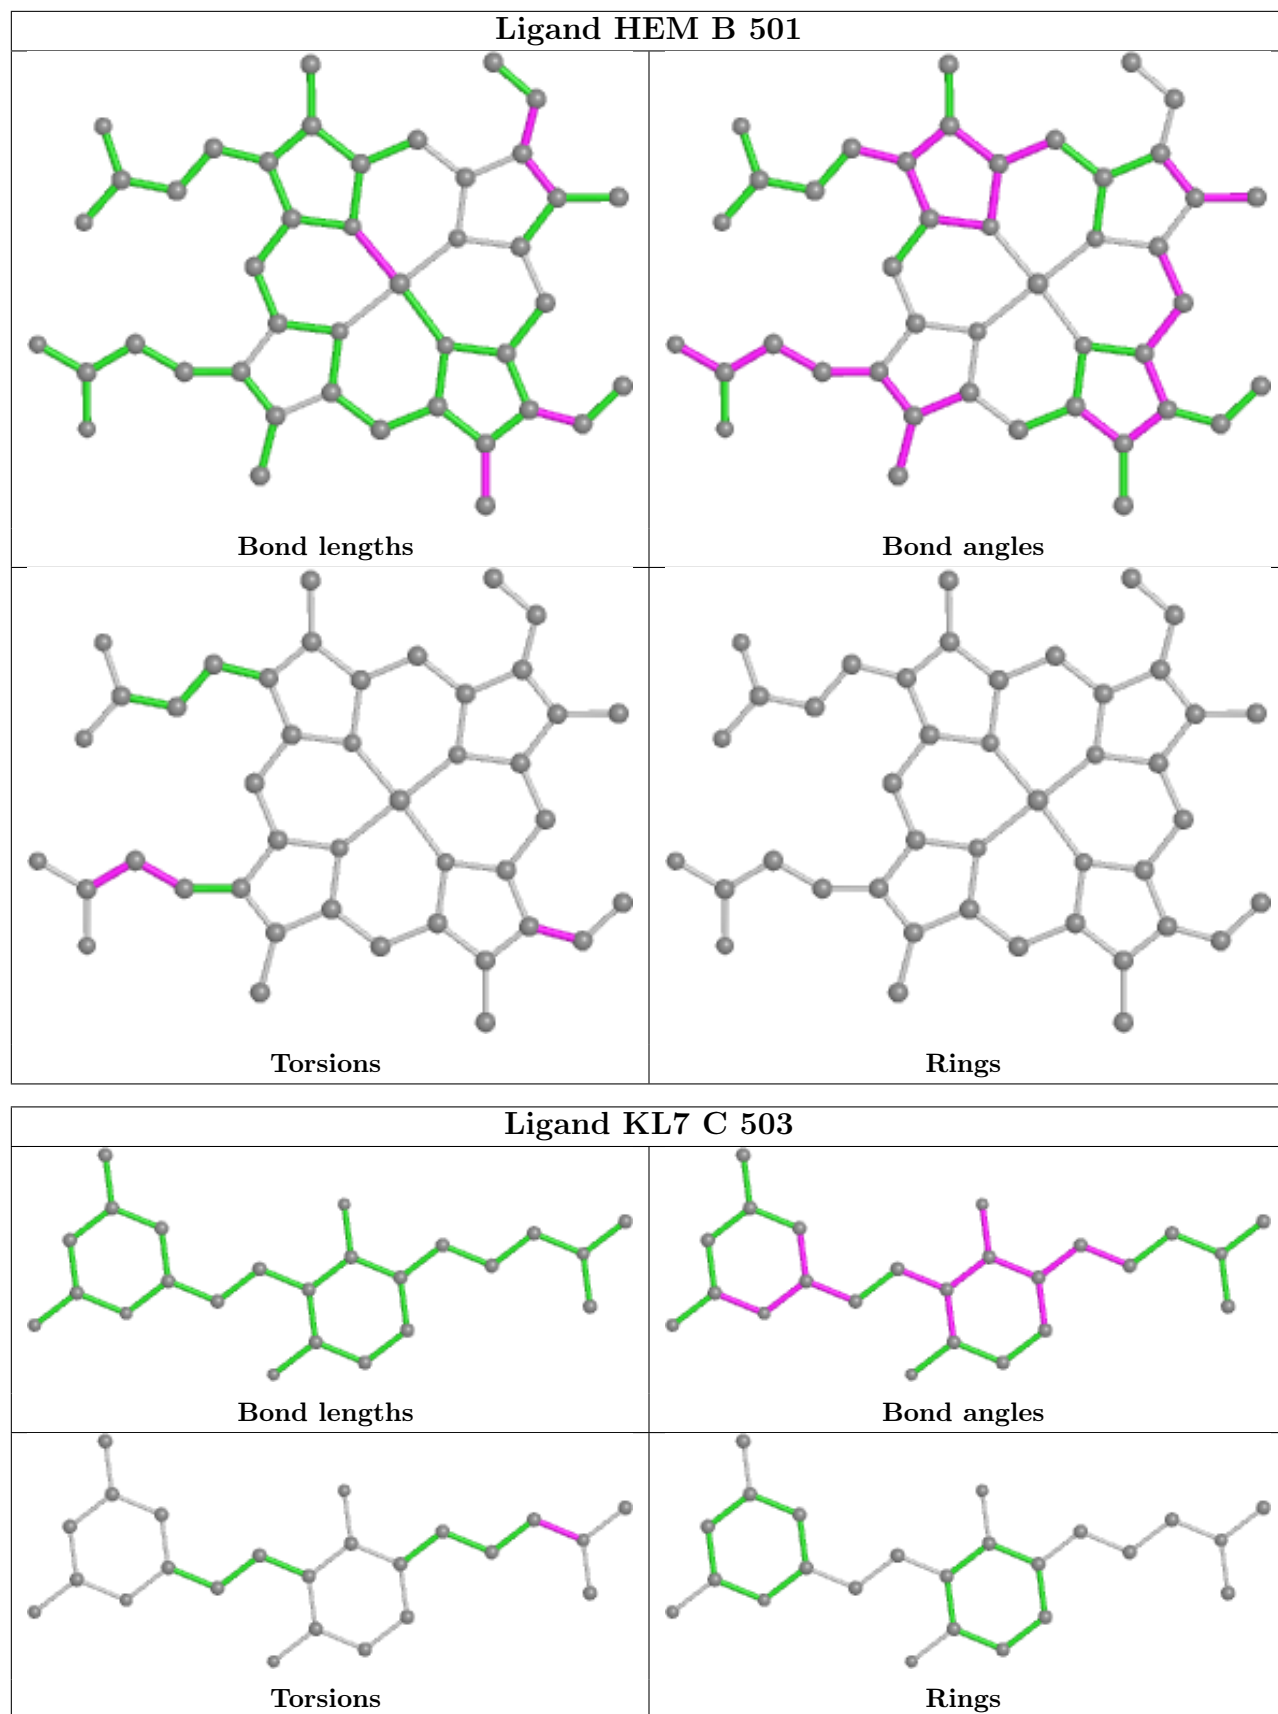 Ligand HEM B 501
Bond lengths
Bond angles
Torsions
Rings
Ligand KL7 C 503
Bond lengths
Bond angles
Torsions
Rings